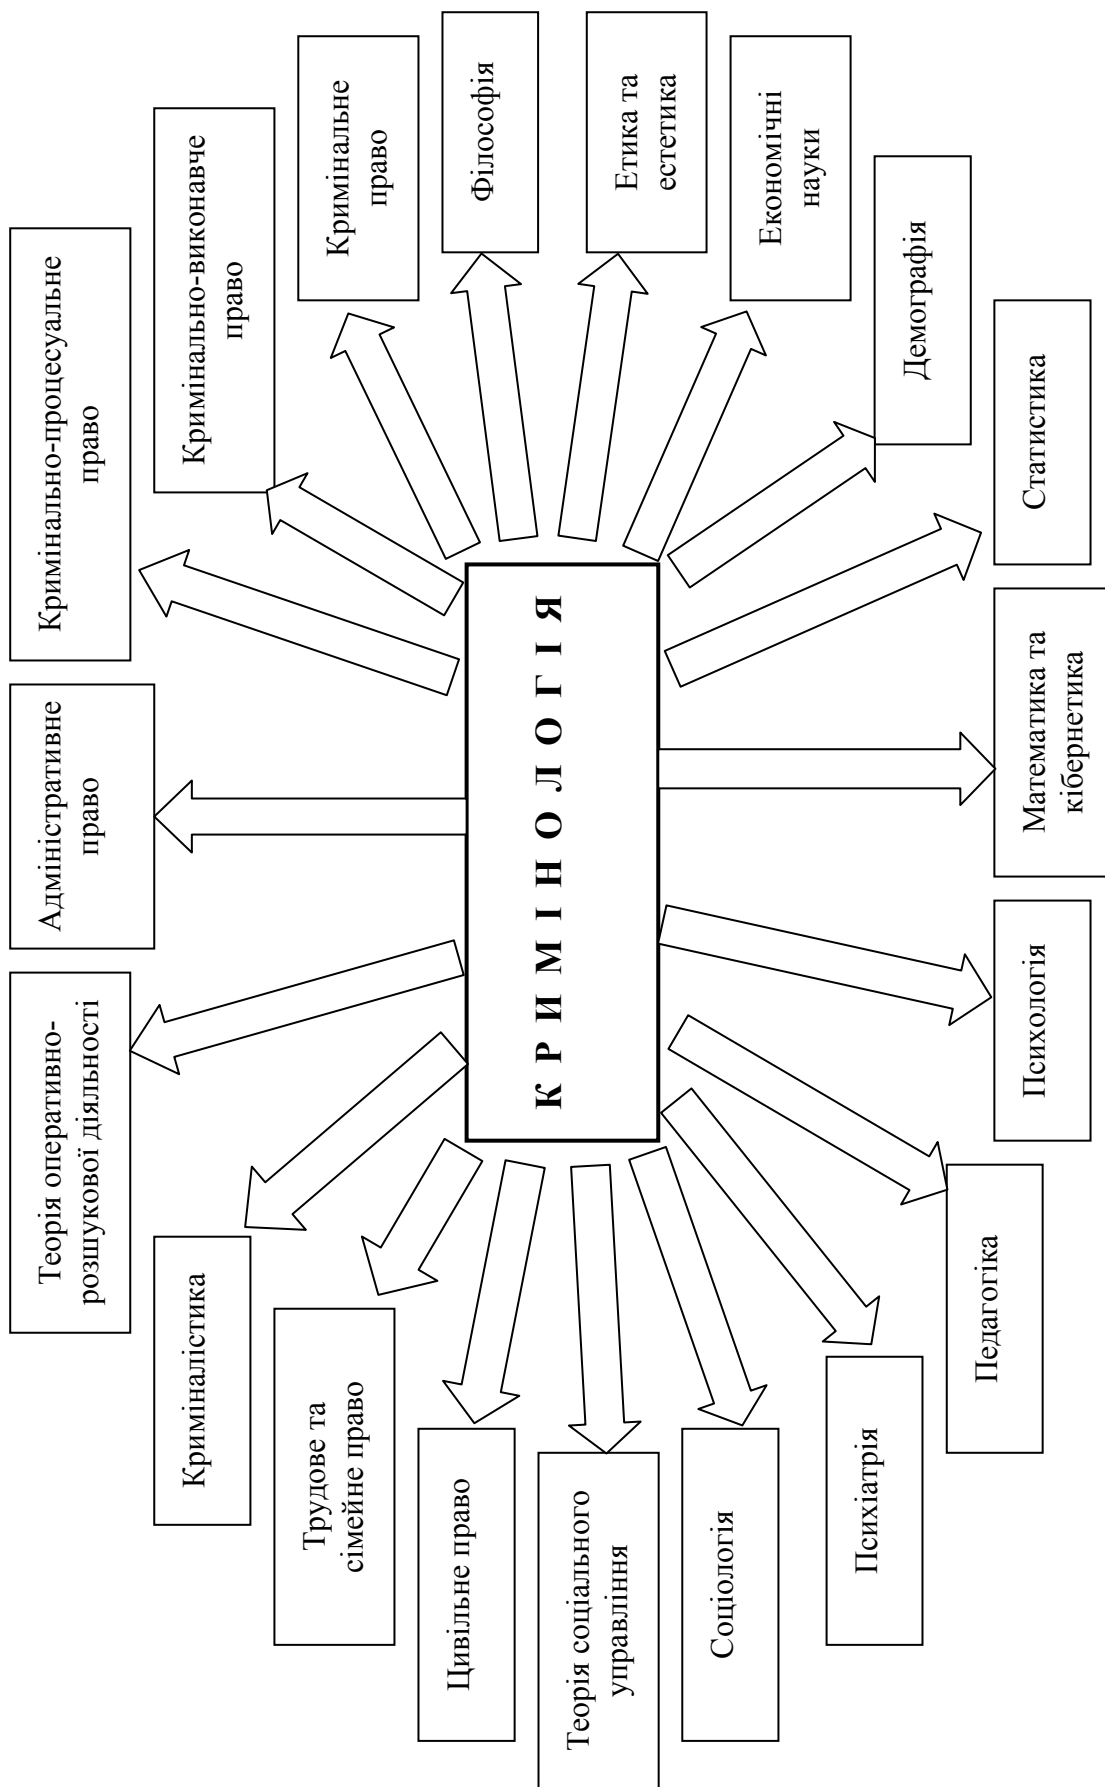 Теорія оперативно-
розшукової діяльності
Адміністративне
право
Кримінально-процесуальне
право
Криміналістика
Кримінально-виконавче
право
Трудове та
сімейне право
Кримінальне
право
Цивільне право
Філософія
КРИМІНОЛОГІЯ
Теорія соціального
управління
Етика та
естетика
Соціологія
Економічні
науки
Психіатрія
Демографія
Педагогіка
Психологія
Математика та
кібернетика
Статистика